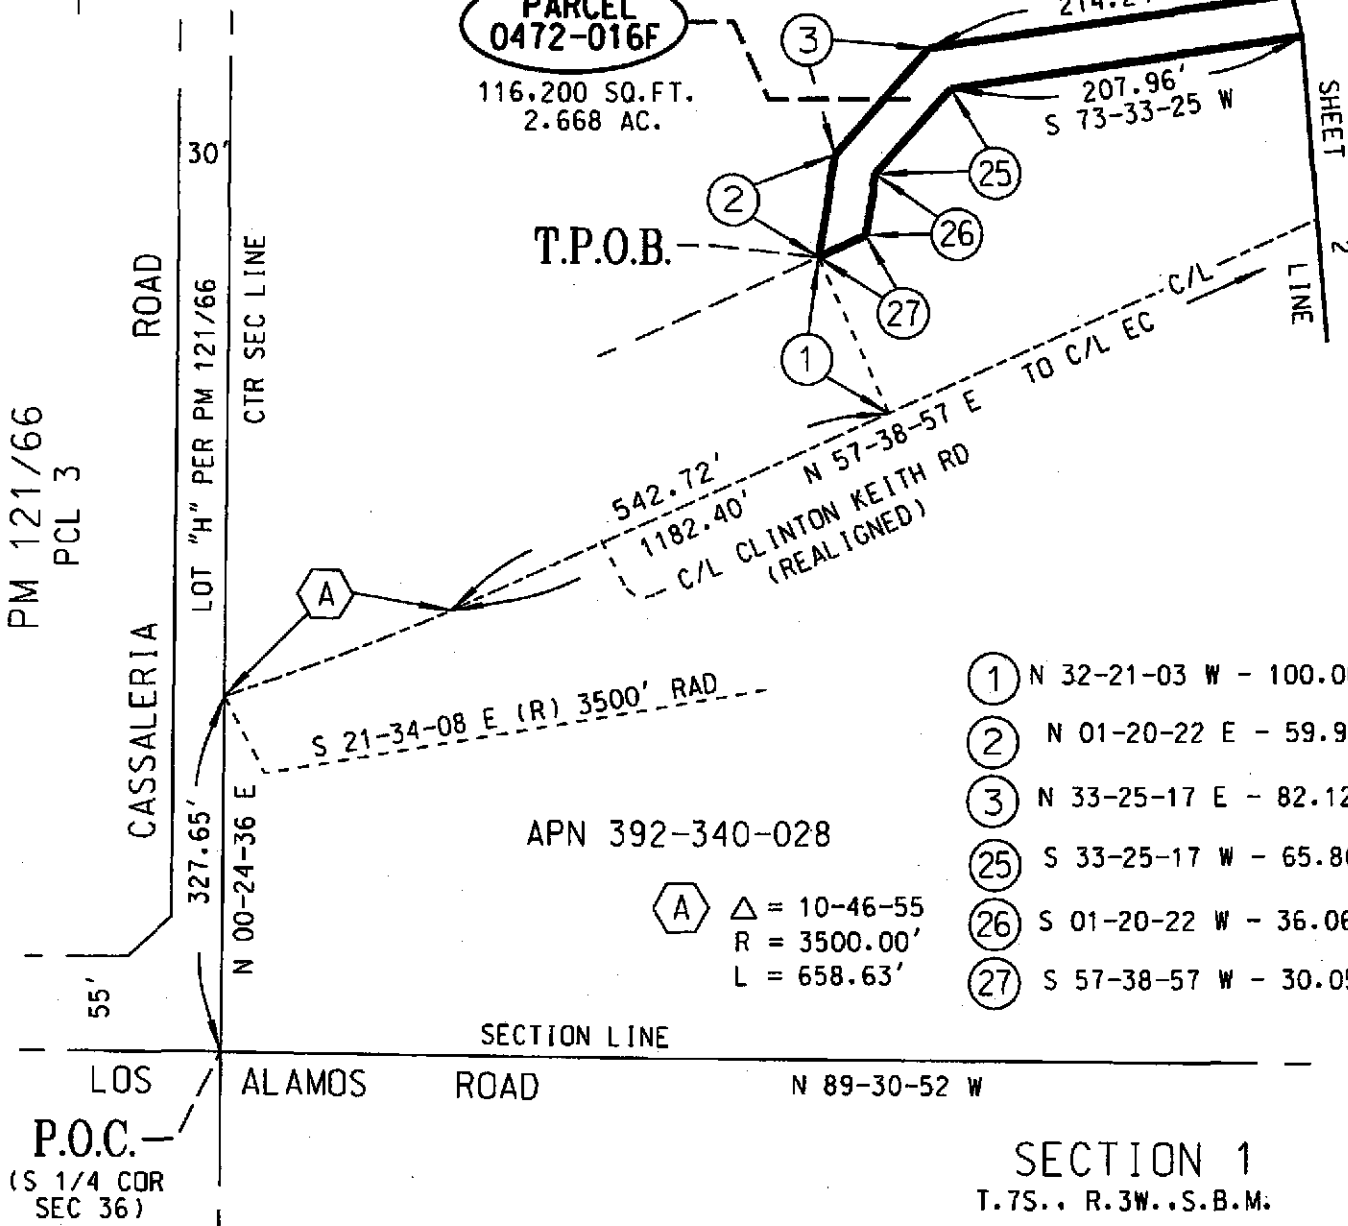 PARCEL
0472-016F
116,200 SQ.FT.
2.668 AC.
3
207.96'
S 73-33-25 W
SHEET 2
LINE
25
2
26
T.P.O.B.
27
1
30'
ROAD
CASSALERIA
LOT "H" PER PM 121/66
CTR SEC LINE
PM 121/66
PCL 3
C/L
TO C/L EC
N 57-38-57 E
542.72'
1182.40'
C/L CLINTON KEITH RD
(REALIGNED)
A
S 21-34-08 E (R) 3500' RAD
327.65'
N 00-24-36 E
APN 392-340-028
A
Δ = 10-46-55
R = 3500.00'
L = 658.63'
1 N 32-21-03 W - 100.0
2 N 01-20-22 E - 59.9
3 N 33-25-17 E - 82.12
25 S 33-25-17 W - 65.8
26 S 01-20-22 W - 36.06
27 S 57-38-57 W - 30.05
55'
SECTION LINE
LOS ALAMOS ROAD
N 89-30-52 W
P.O.C.
(S 1/4 COR
SEC 36)
SECTION 1
T.7S., R.3W.,S.B.M.